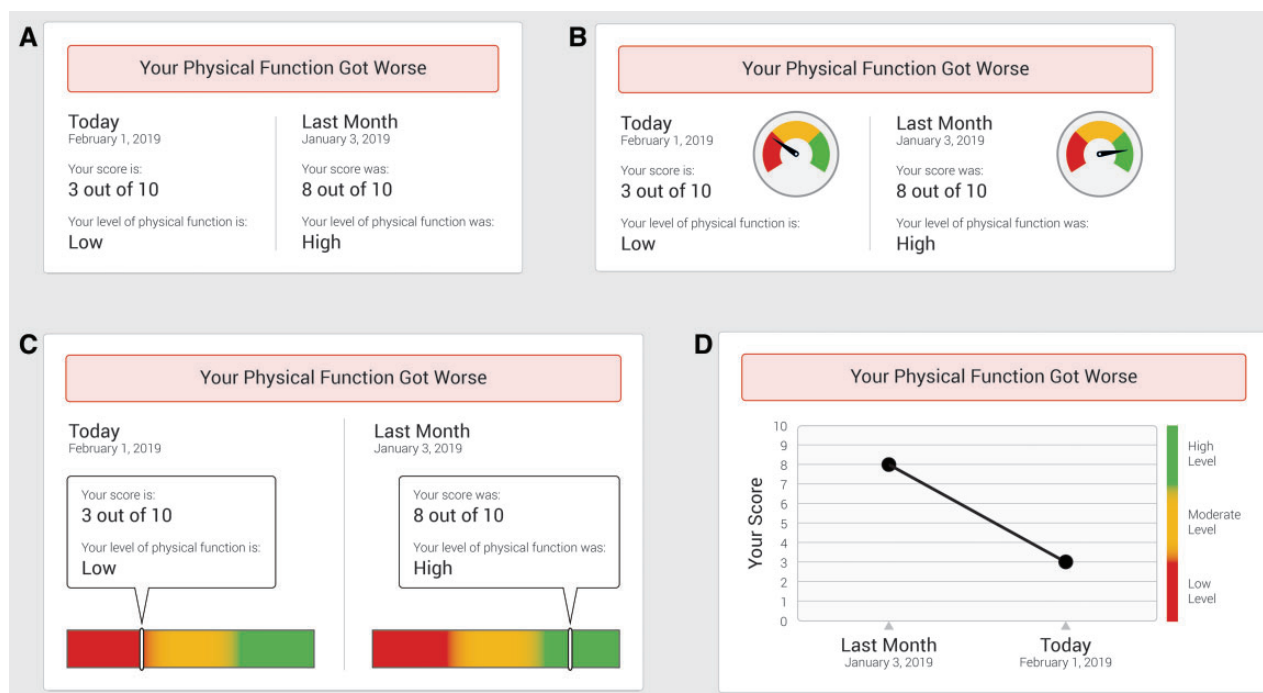 A
Your Physical Function Got Worse
Today
February 1, 2019
Your score is:
3 out of 10
Your level of physical function is:
Low
Last Month
January 3, 2019
Your score was:
8 out of 10
Your level of physical function was:
High
B
Your Physical Function Got Worse
Today
February 1, 2019
Your score is:
3 out of 10
Your level of physical function is:
Low
Last Month
January 3, 2019
Your score was:
8 out of 10
Your level of physical function was:
High
C
Your Physical Function Got Worse
Today
February 1, 2019
Your score is:
3 out of 10
Your level of physical function is:
Low
Last Month
January 3, 2019
Your score was:
8 out of 10
Your level of physical function was:
High
D
Your Physical Function Got Worse
Your Score
10
9
8
7
6
5
4
3
2
1
0
High
Level
Moderate
Level
Low
Level
Last Month
January 3, 2019
Today
February 1, 2019